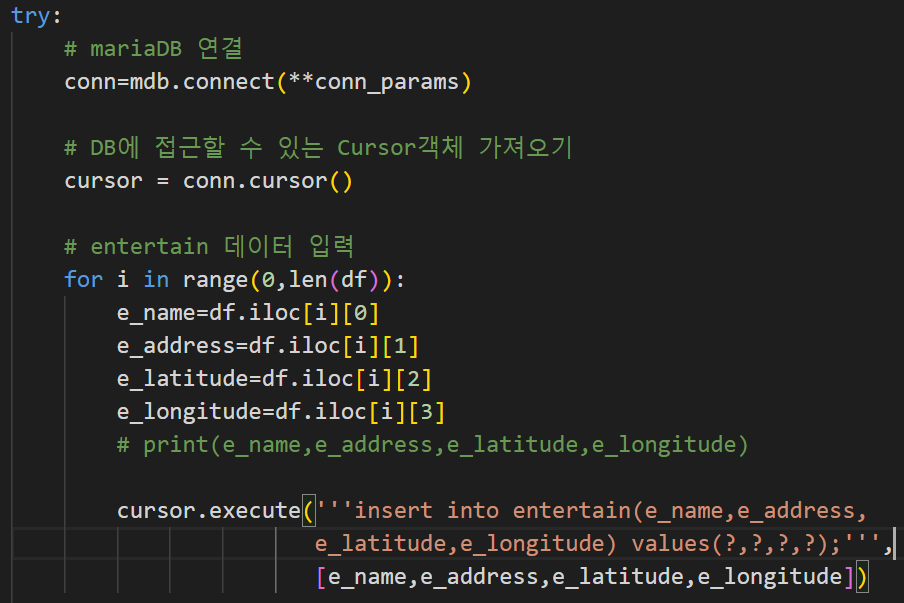 try:
    # mariaDB 연결
    conn=mdb.connect(**conn_params)

    # DB에 접근할 수 있는 Cursor객체 가져오기
    cursor = conn.cursor()

    # entertain 데이터 입력
    for i in range(0,len(df)):
        e_name=df.iloc[i][0]
        e_address=df.iloc[i][1]
        e_latitude=df.iloc[i][2]
        e_longitude=df.iloc[i][3]
        # print(e_name,e_address,e_latitude,e_longitude)

        cursor.execute('''insert into entertain(e_name,e_address,
                       e_latitude,e_longitude) values(?,?,?,?);''',
                       [e_name,e_address,e_latitude,e_longitude])